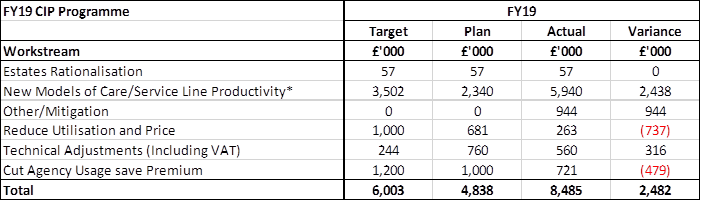 FY19 CIP Programme FY19
Target Plan Actual Variance
Workstream £'000 £'000 £'000 £'000
Estates Rationalisation 57 57 57 0
New Models of Care/Service Line Productivity* 3,502 2,340 5,940 2,438
Other/Mitigation 0 0 944 944
Reduce Utilisation and Price 1,000 681 263 (737)
Technical Adjustments (Including VAT) 244 760 560 316
Cut Agency Usage save Premium 1,200 1,000 721 (479)
Total 6,003 4,838 8,485 2,482